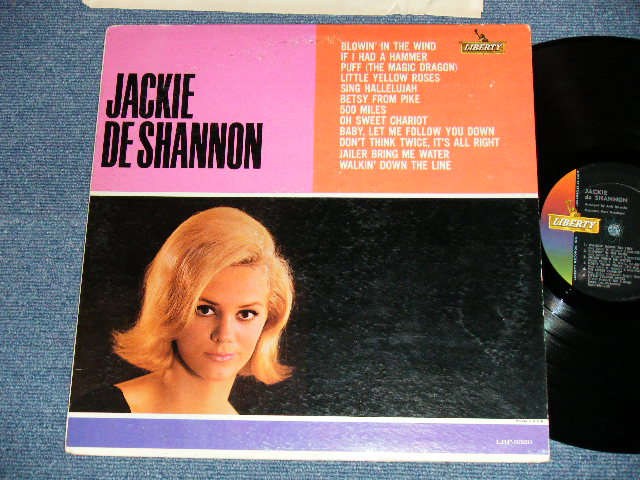 JACKIE
DE SHANNON
BLOWIN' IN THE WIND
IF I HAD A HAMMER
PUFF (THE MAGIC DRAGON)
LITTLE YELLOW ROSES
SING HALLELUJAH
BETSY FROM PIKE
500 MILES
OH SWEET CHARIOT
BABY, LET ME FOLLOW YOU DOWN
DON'T THINK TWICE, IT'S ALL RIGHT
JAILER BRING ME WATER
WALKIN' DOWN THE LINE
LIBERTY
LRP-3320
JACKIE
de SHANNON
LIBERTY